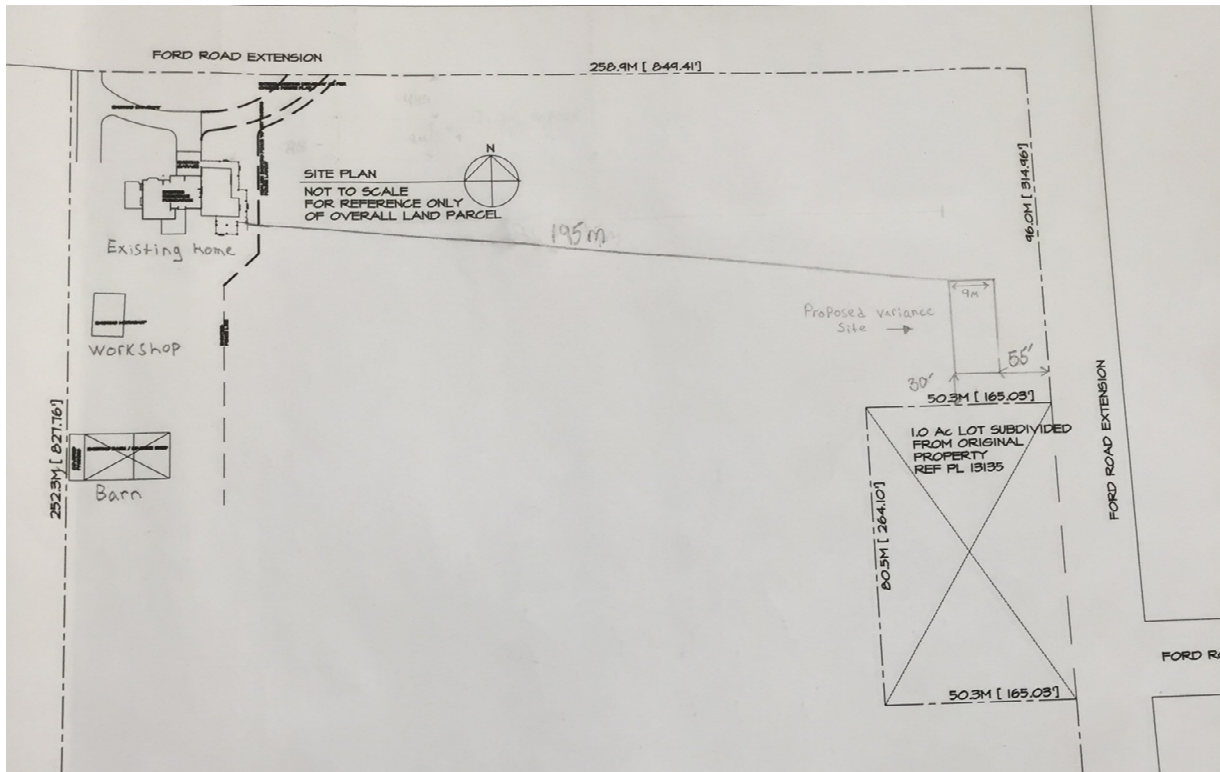 FORD ROAD EXTENSION
258.9M [ 849.41']
N
SITE PLAN
NOT TO SCALE
FOR REFERENCE ONLY
OF OVERALL LAND PARCEL
96.0M [ 314.96']
195m
Existing home
9M
Proposed variance
Site
55'
30'
WORKSHOP
50.3M [ 165.03']
1.0 Ac LOT SUBDIVIDED
FROM ORIGINAL
PROPERTY
REF PL 13135
FORD ROAD EXTENSION
252.3M [ 827.76']
Barn
80.5M [ 264.10']
FORD R
50.3M [ 165.03']